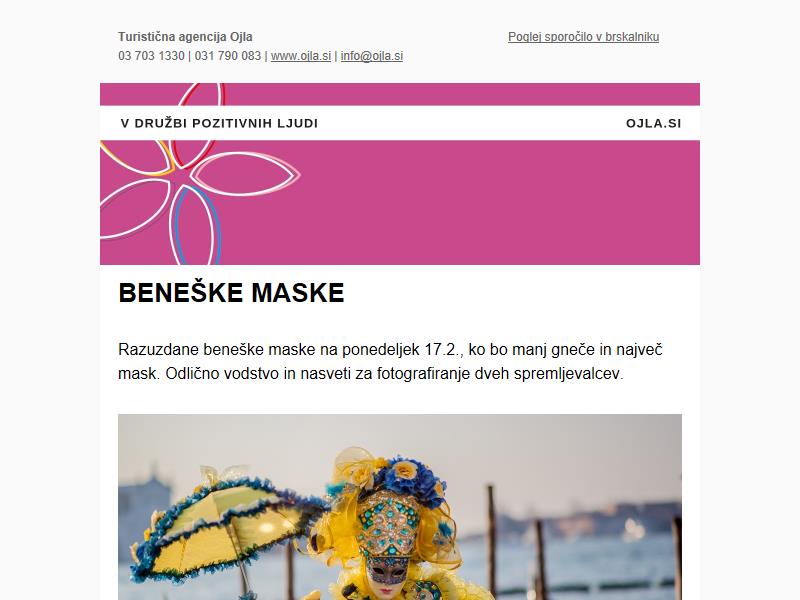 Turistična agencija Ojla
Poglej sporočilo v brskalniku
03 703 1330 | 031 790 083 | www.ojla.si | info@ojla.si
V DRUŽBI POZITIVNIH LJUDI
OJLA.SI
BENEŠKE MASKE
Razuzdane beneške maske na ponedeljek 17.2., ko bo manj gneče in največ
mask. Odlično vodstvo in nasveti za fotografiranje dveh spremljevalcev.